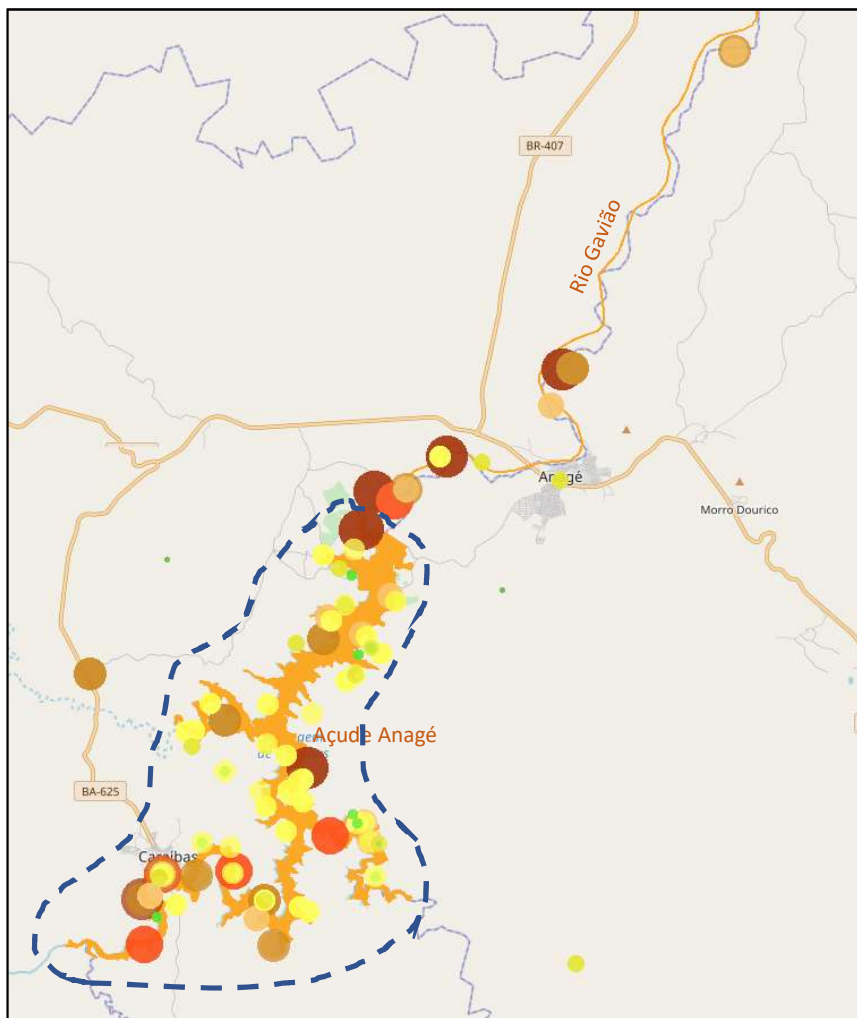 BR-407
Rio Gavião
Anagé
Morro Dourico
Açude Anagé
BA-625
Caraíbas